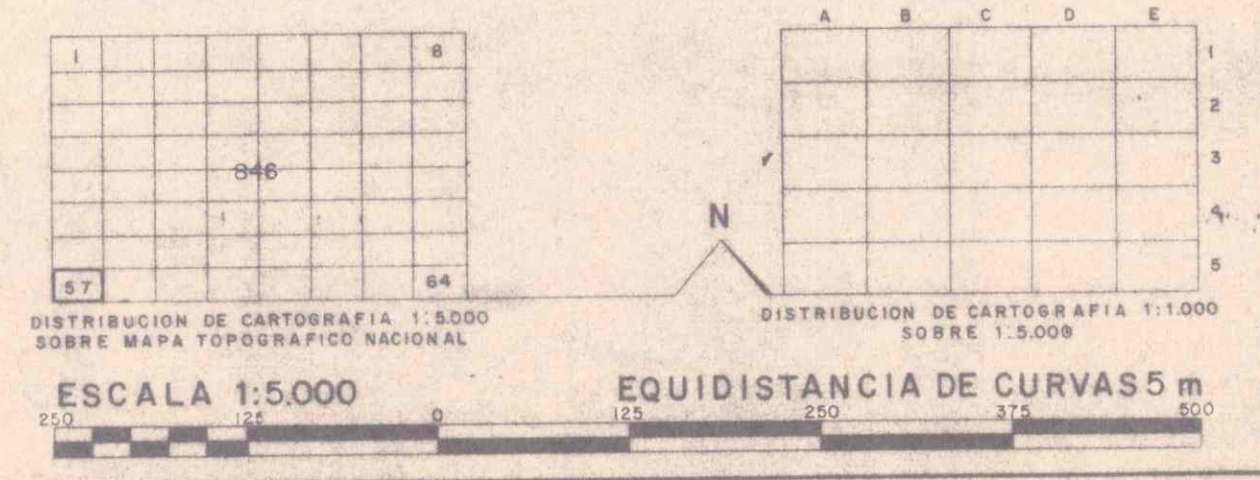 1 8
846
57 64
DISTRIBUCION DE CARTOGRAFIA 1:5.000
SOBRE MAPA TOPOGRAFICO NACIONAL
N
A B C D E
1
2
3
4
5
DISTRIBUCION DE CARTOGRAFIA 1:1.000
SOBRE 1:5.000
ESCALA 1:5.000
EQUIDISTANCIA DE CURVAS 5 m
250 125 0 125 250 375 500